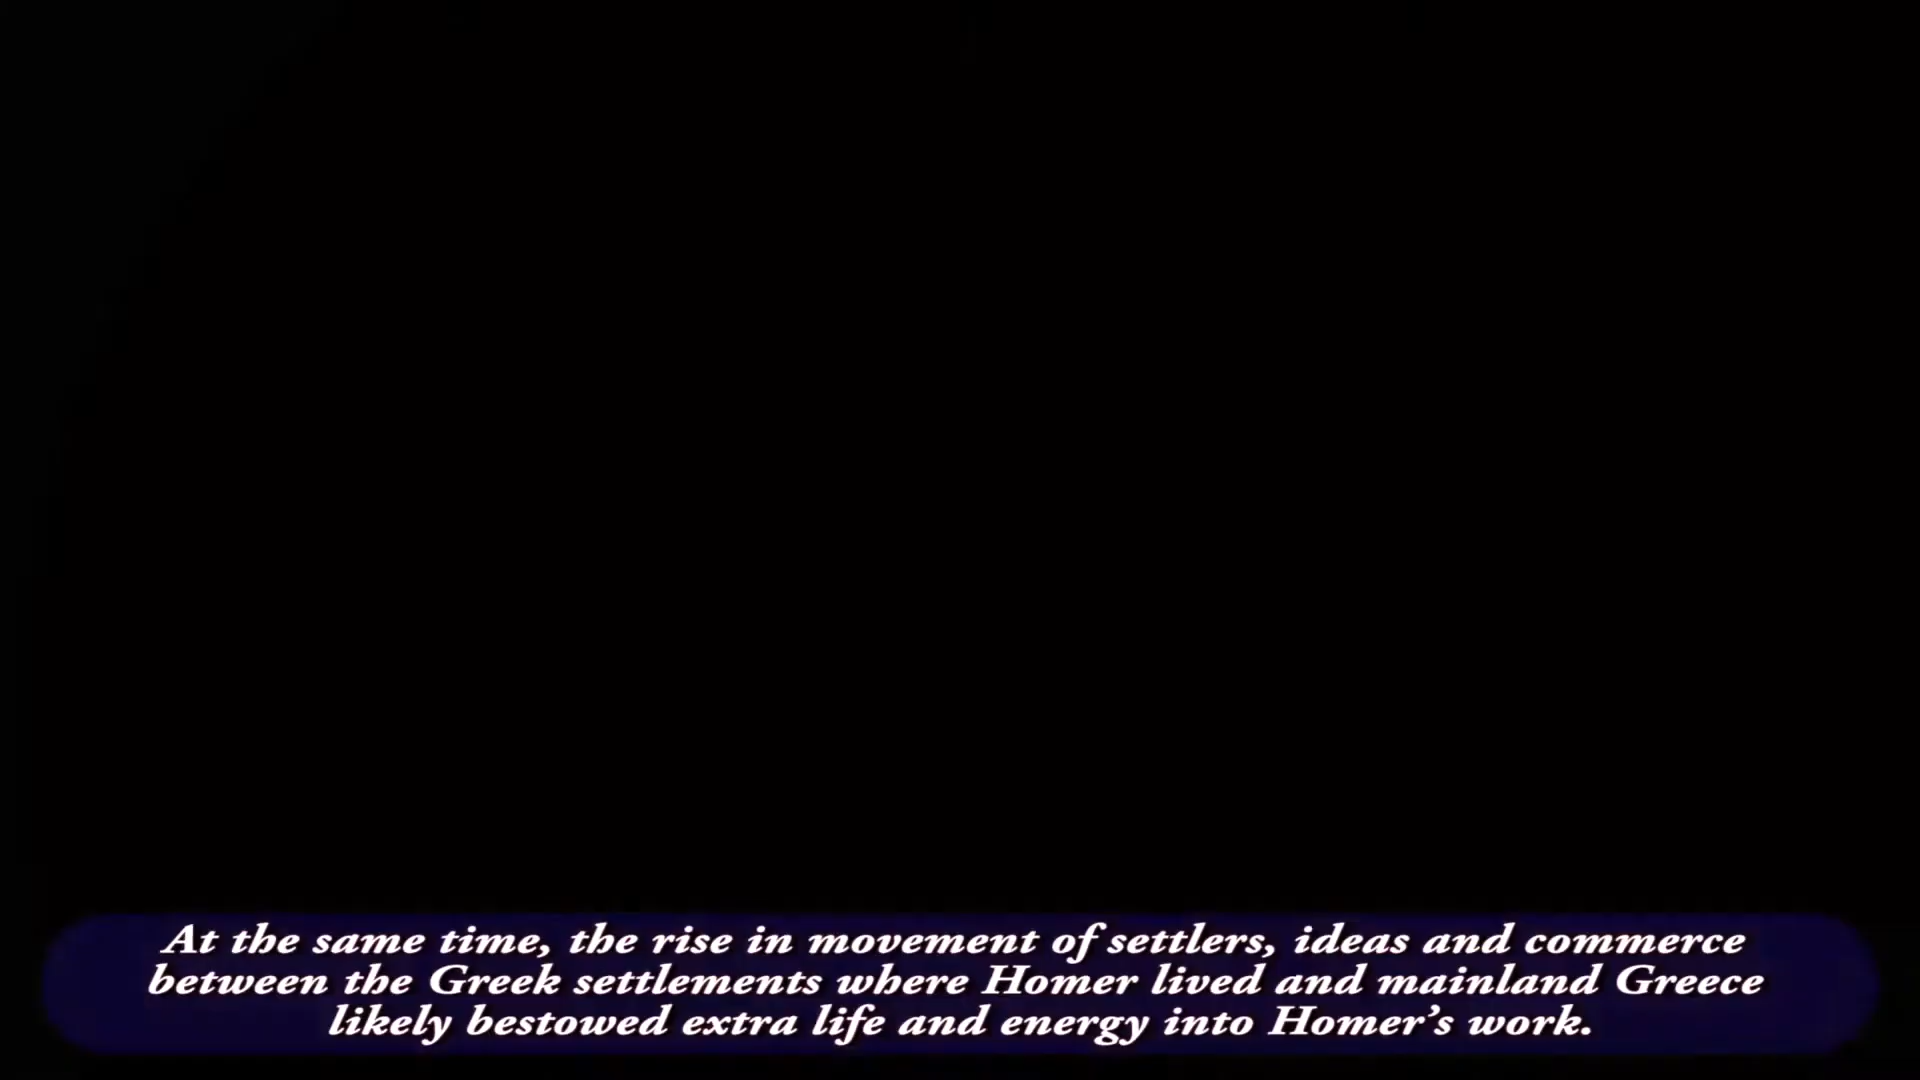 At the same time, the rise in movement of settlers, ideas and commerce
between the Greek settlements where Homer lived and mainland Greece
likely bestowed extra life and energy into Homer’s work.